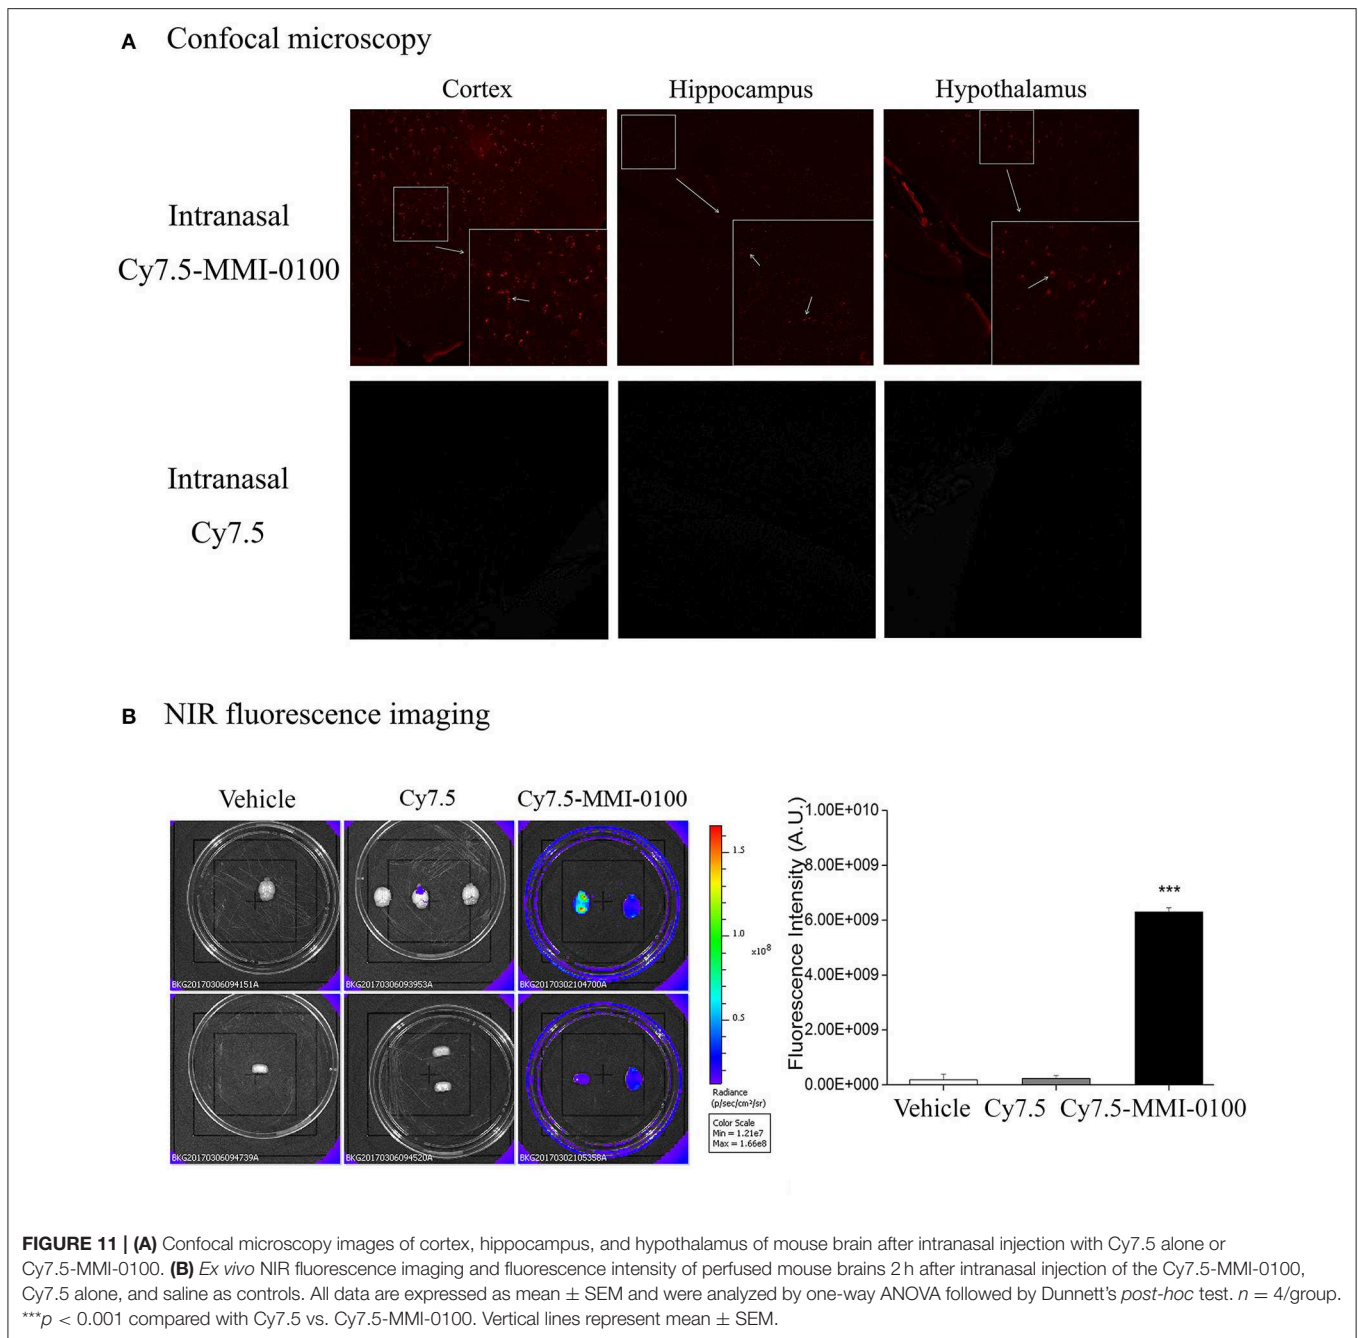 A Confocal microscopy
Cortex Hippocampus Hypothalamus
Intranasal
Cy7.5-MMI-0100
Intranasal
Cy7.5
B NIR fluorescence imaging
Vehicle Cy7.5 Cy7.5-MMI-0100
BKG20170306094151A BKG20170306093953A BKG20170302104700A
BKG20170306094739A BKG20170306094520A BKG20170302105358A
1.5
1.0
x10⁸
0.5
Radiance
(p/sec/cm²/sr)
Color Scale
Min = 1.21e7
Max = 1.66e8
Fluorescence Intensity (A.U.)
1.00E+010
8.00E+009
6.00E+009
4.00E+009
2.00E+009
0.00E+000
***
Vehicle Cy7.5 Cy7.5-MMI-0100
FIGURE 11 | (A) Confocal microscopy images of cortex, hippocampus, and hypothalamus of mouse brain after intranasal injection with Cy7.5 alone or
Cy7.5-MMI-0100. (B) Ex vivo NIR fluorescence imaging and fluorescence intensity of perfused mouse brains 2 h after intranasal injection of the Cy7.5-MMI-0100,
Cy7.5 alone, and saline as controls. All data are expressed as mean ± SEM and were analyzed by one-way ANOVA followed by Dunnett's post-hoc test. n = 4/group.
***p < 0.001 compared with Cy7.5 vs. Cy7.5-MMI-0100. Vertical lines represent mean ± SEM.